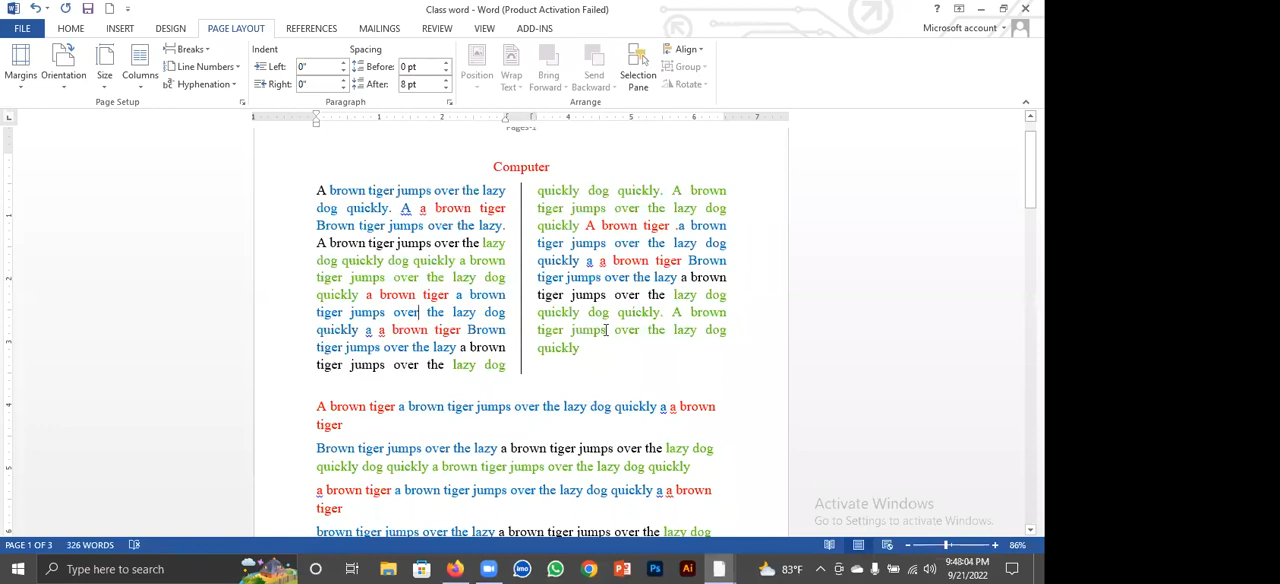 Class word - Word (Product Activation Failed)
FILE HOME INSERT DESIGN PAGE LAYOUT REFERENCES MAILINGS REVIEW VIEW ADD-INS
Microsoft account
Margins Orientation Size Columns
Breaks
Line Numbers
Hyphenation
Page Setup
Indent
Left: 0"
Right: 0"
Spacing
Before: 0 pt
After: 8 pt
Paragraph
Position
Wrap Text
Bring Forward
Send Backward
Selection Pane
Align
Group
Rotate
Arrange
Pages-1
Computer
A brown tiger jumps over the lazy
dog quickly. A a brown tiger
Brown tiger jumps over the lazy.
A brown tiger jumps over the lazy
dog quickly dog quickly a brown
tiger jumps over the lazy dog
quickly a brown tiger a brown
tiger jumps over the lazy dog
quickly a a brown tiger Brown
tiger jumps over the lazy a brown
tiger jumps over the lazy dog
quickly dog quickly. A brown
tiger jumps over the lazy dog
quickly A brown tiger .a brown
tiger jumps over the lazy dog
quickly a a brown tiger Brown
tiger jumps over the lazy a brown
tiger jumps over the lazy dog
quickly dog quickly. A brown
tiger jumps over the lazy dog
quickly
A brown tiger a brown tiger jumps over the lazy dog quickly a a brown
tiger
Brown tiger jumps over the lazy a brown tiger jumps over the lazy dog
quickly dog quickly a brown tiger jumps over the lazy dog quickly
a brown tiger a brown tiger jumps over the lazy dog quickly a a brown
tiger
brown tiger jumps over the lazy a brown tiger jumps over the lazy dog
Activate Windows
Go to Settings to activate Windows.
PAGE 1 OF 3 326 WORDS
86%
Type here to search
83°F
9:48:04 PM
9/21/2022